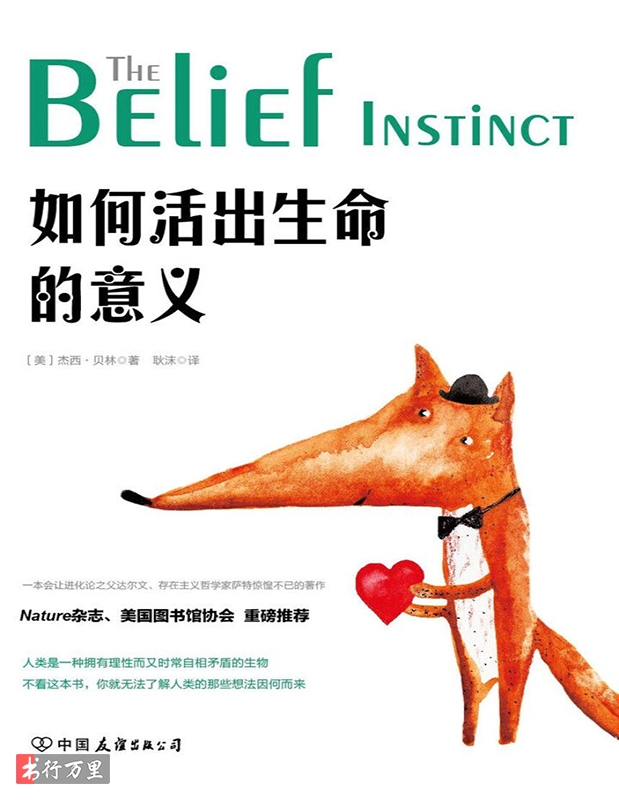 The
Belief Instinct
如何活出生命
的意义
[美]杰西·贝林◎著 耿沫◎译
一本会让进化论之父达尔文、存在主义哲学家萨特惊惶不已的著作
Nature杂志、美国图书馆协会 重磅推荐
人类是一种拥有理性而又时常自相矛盾的生物
不看这本书，你就无法了解人类的那些想法因何而来
中国友谊出版公司
书行万里